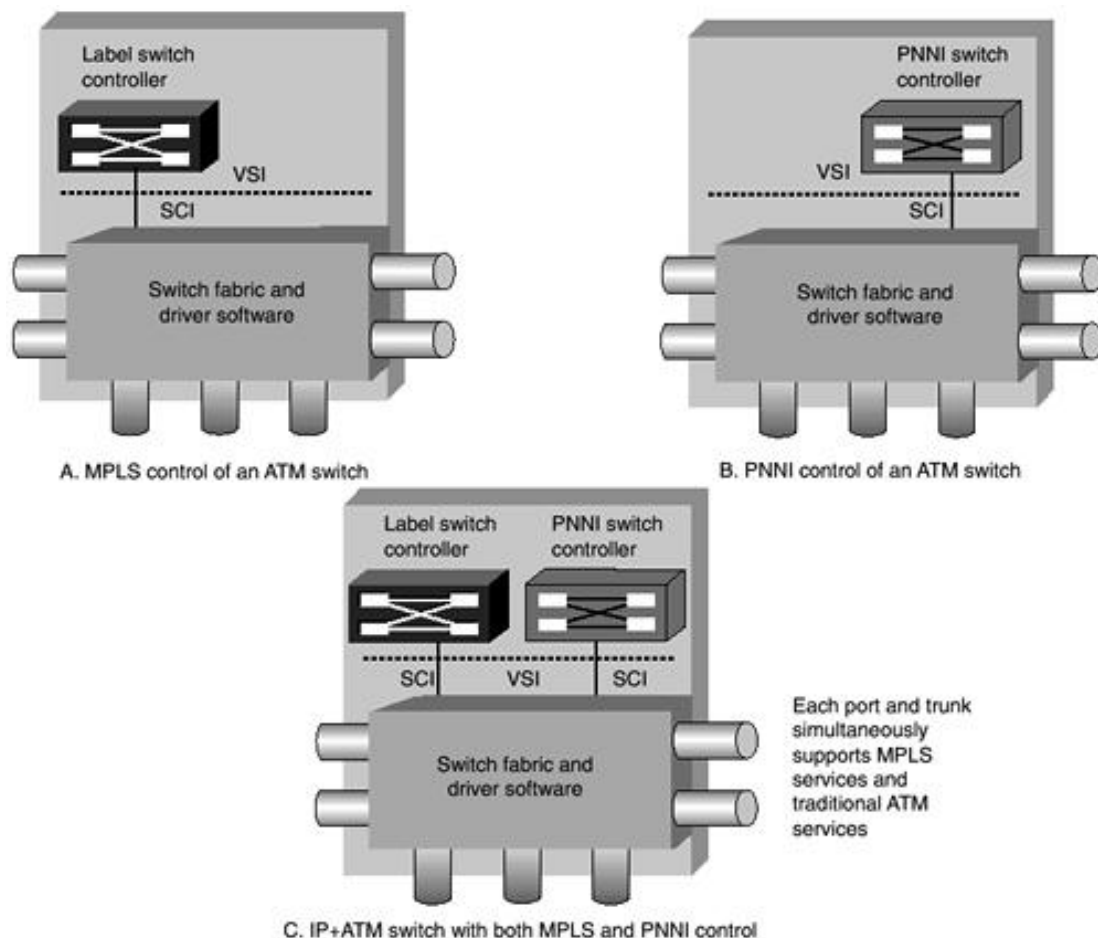 Label switch
controller
VSI
SCI
Switch fabric and
driver software
A. MPLS control of an ATM switch
PNNI switch
controller
VSI
SCI
Switch fabric and
driver software
B. PNNI control of an ATM switch
Label switch
controller
PNNI switch
controller
SCI
VSI
SCI
Switch fabric and
driver software
Each port and trunk
simultaneously
supports MPLS
services and
traditional ATM
services
C. IP+ATM switch with both MPLS and PNNI control